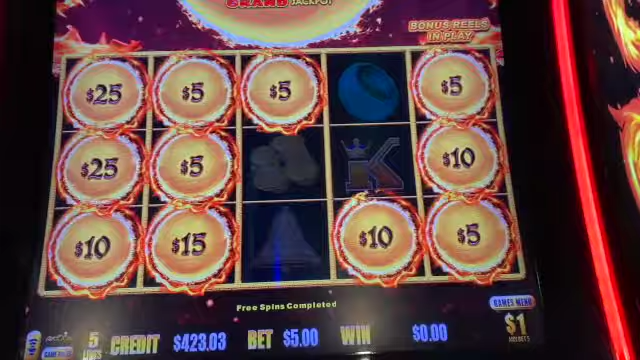 GRAND JACKPOT
BONUS REELS
IN PLAY
$25 $5 $5 $5
$25 $5 K $10
$10 $15 $10 $5
Free Spins Completed
GAMES MENU
5 LINES CREDIT $423.03 BET $5.00 WIN $0.00 $1